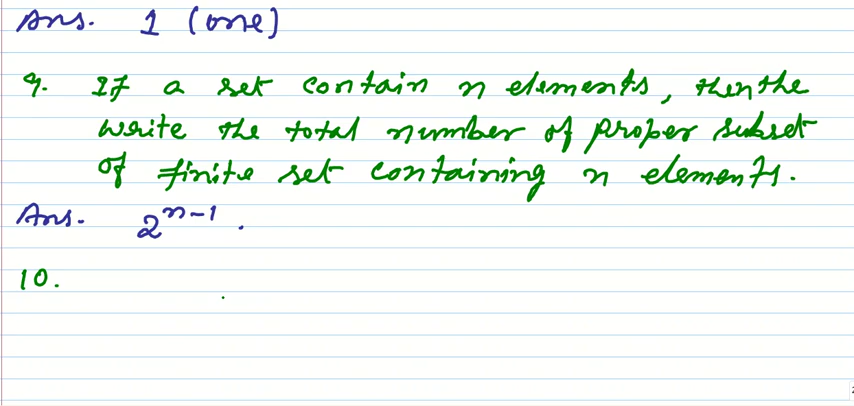 Ans. 1 (one)
9. If a set contain n elements, then the
write the total number of proper subset
of finite set containing n elements.
Ans. 2^{n-1}.
10.